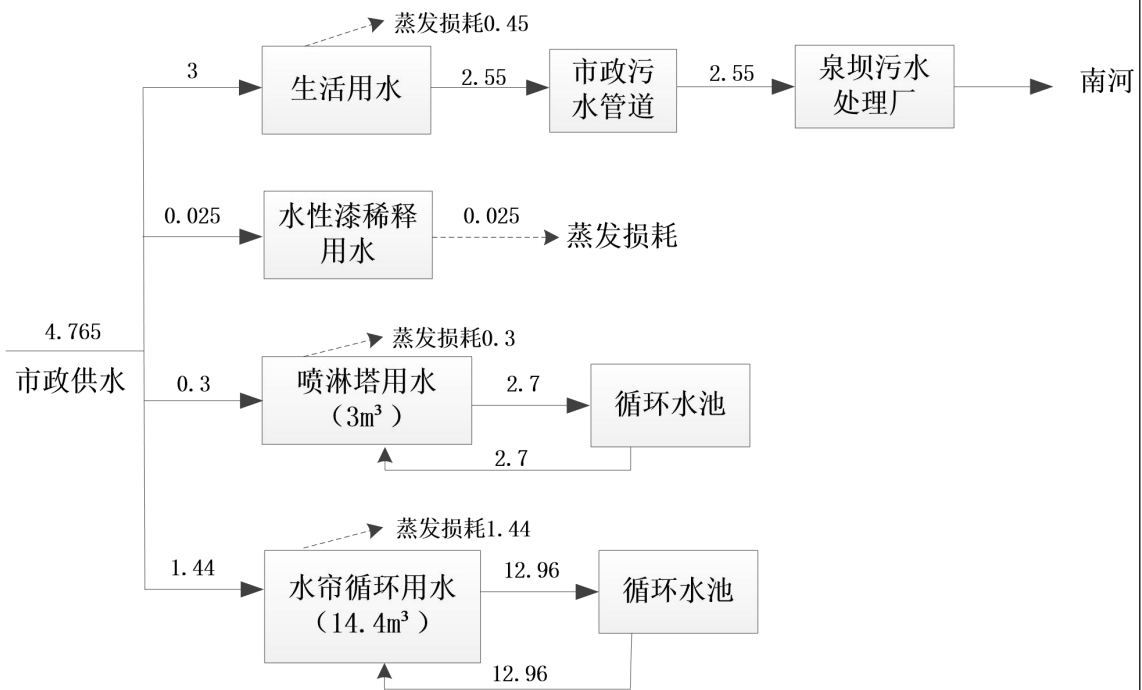 蒸发损耗0.45
3
生活用水
2.55
市政污
水管道
2.55
泉坝污水
处理厂
南河
0.025
水性漆稀释
用水
0.025
蒸发损耗
4.765
市政供水
蒸发损耗0.3
0.3
喷淋塔用水
（3m³）
2.7
循环水池
2.7
蒸发损耗1.44
1.44
水帘循环用水
（14.4m³）
12.96
循环水池
12.96